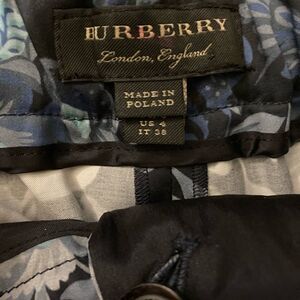 BURBERRY
London, England
MADE IN
POLAND
US 4
IT 38